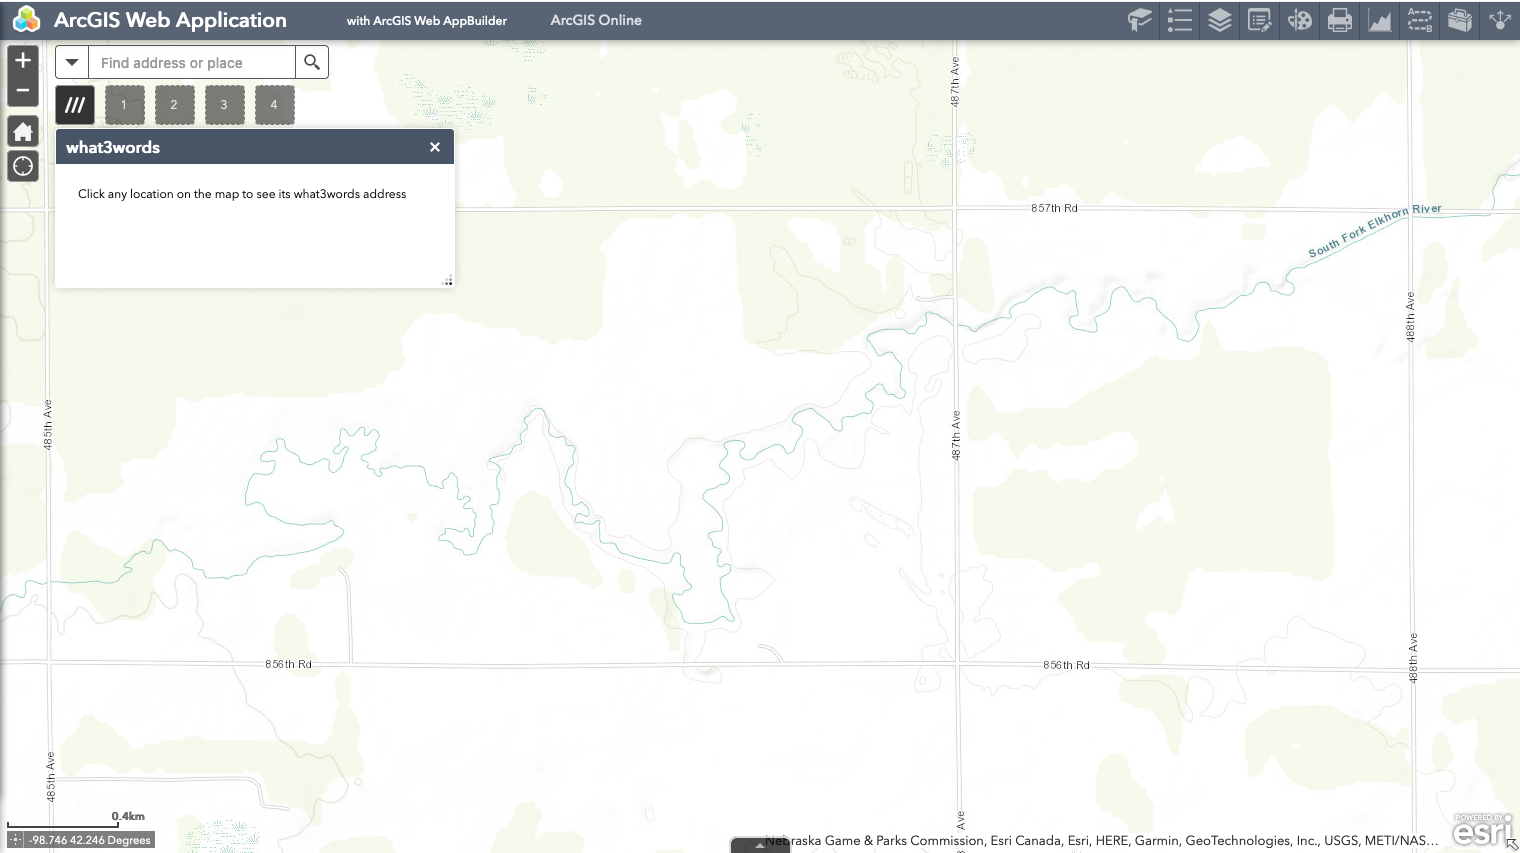 ArcGIS Web Application with ArcGIS Web AppBuilder ArcGIS Online
Find address or place
1 2 3 4
what3words
Click any location on the map to see its what3words address
487th Ave
857th Rd
South Fork Elkhorn River
488th Ave
485th Ave
487th Ave
856th Rd
856th Rd
488th Ave
485th Ave
0.4km
-98.746 42.246 Degrees
Ave
Nebraska Game & Parks Commission, Esri Canada, Esri, HERE, Garmin, GeoTechnologies, Inc., USGS, METI/NAS...
POWERED BY
esri